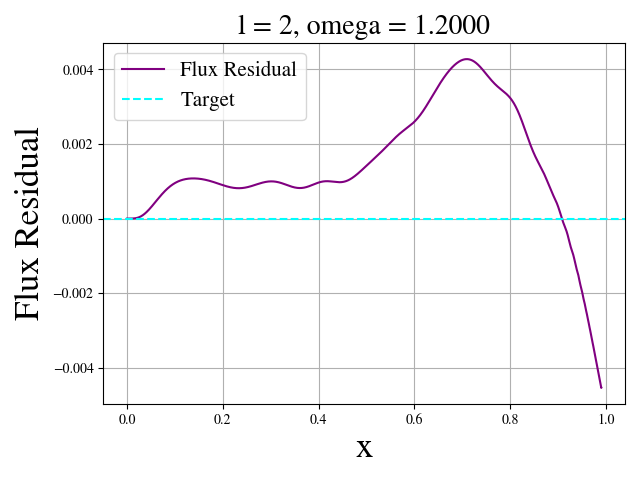 l = 2, omega = 1.2000
Flux Residual
Target
0.004
0.002
0.000
−0.002
−0.004
Flux Residual
0.0 0.2 0.4 0.6 0.8 1.0
x